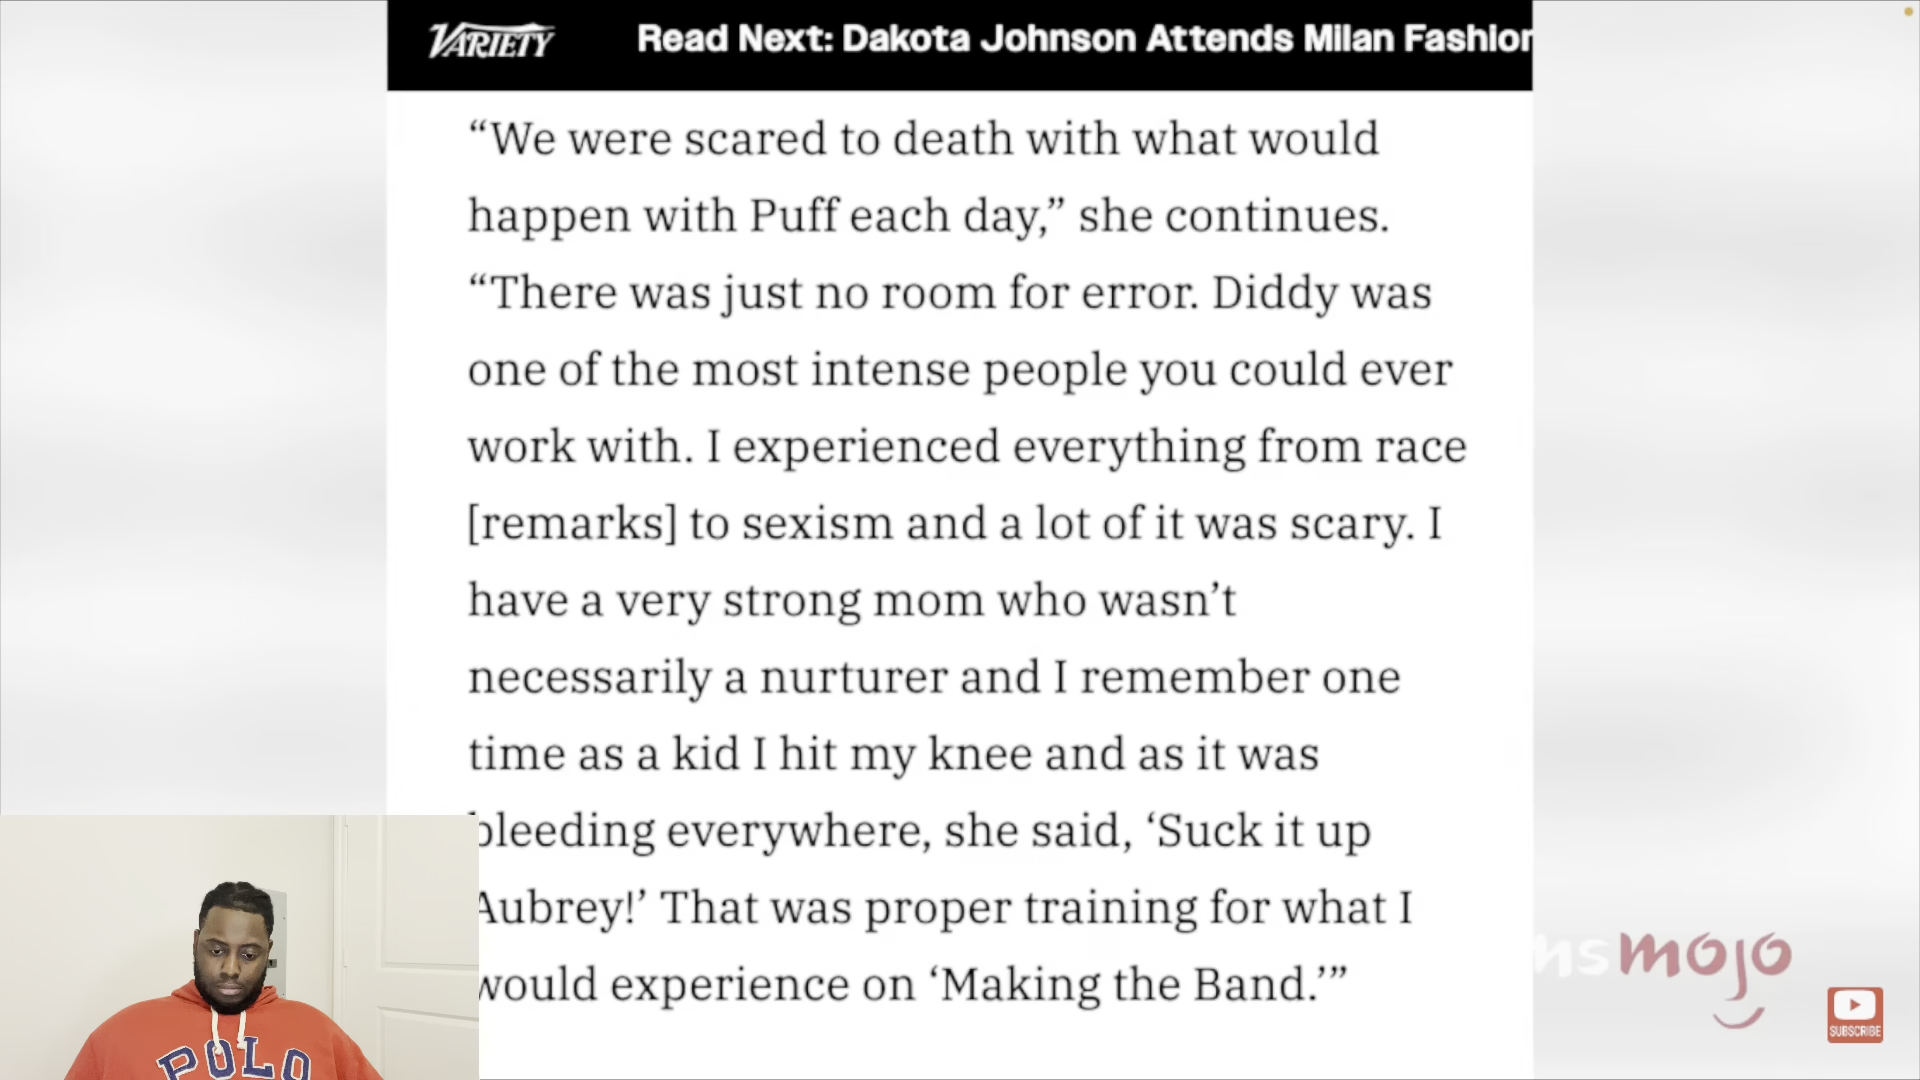 VARIETY
Read Next: Dakota Johnson Attends Milan Fashion
“We were scared to death with what would
happen with Puff each day,” she continues.
“There was just no room for error. Diddy was
one of the most intense people you could ever
work with. I experienced everything from race
[remarks] to sexism and a lot of it was scary. I
have a very strong mom who wasn’t
necessarily a nurturer and I remember one
time as a kid I hit my knee and as it was
bleeding everywhere, she said, ‘Suck it up
Aubrey!’ That was proper training for what I
would experience on ‘Making the Band.’”
msmojo
SUBSCRIBE
POLO